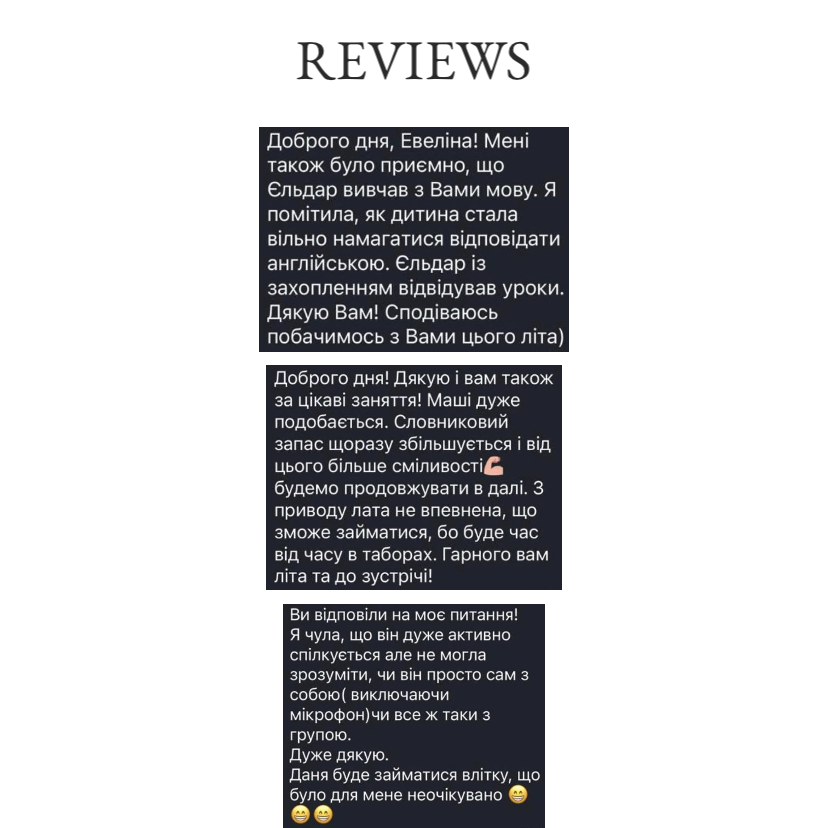 REVIEWS
Доброго дня, Евеліна! Мені
також було приємно, що
Єльдар вивчав з Вами мову. Я
помітила, як дитина стала
вільно намагатися відповідати
англійською. Єльдар із
захопленням відвідував уроки.
Дякую Вам! Сподіваюсь
побачимось з Вами цього літа)
Доброго дня! Дякую і вам також
за цікаві заняття! Маші дуже
подобається. Словниковий
запас щоразу збільшується і від
цього більше сміливості💪
будемо продовжувати в далі. З
приводу лата не впевнена, що
зможе займатися, бо буде час
від часу в таборах. Гарного вам
літа та до зустрічі!
Ви відповіли на моє питання!
Я чула, що він дуже активно
спілкується але не могла
зрозуміти, чи він просто сам з
собою( виключаючи
мікрофон)чи все ж таки з
групою.
Дуже дякую.
Даня буде займатися влітку, що
було для мене неочікувано 😁
😁😁